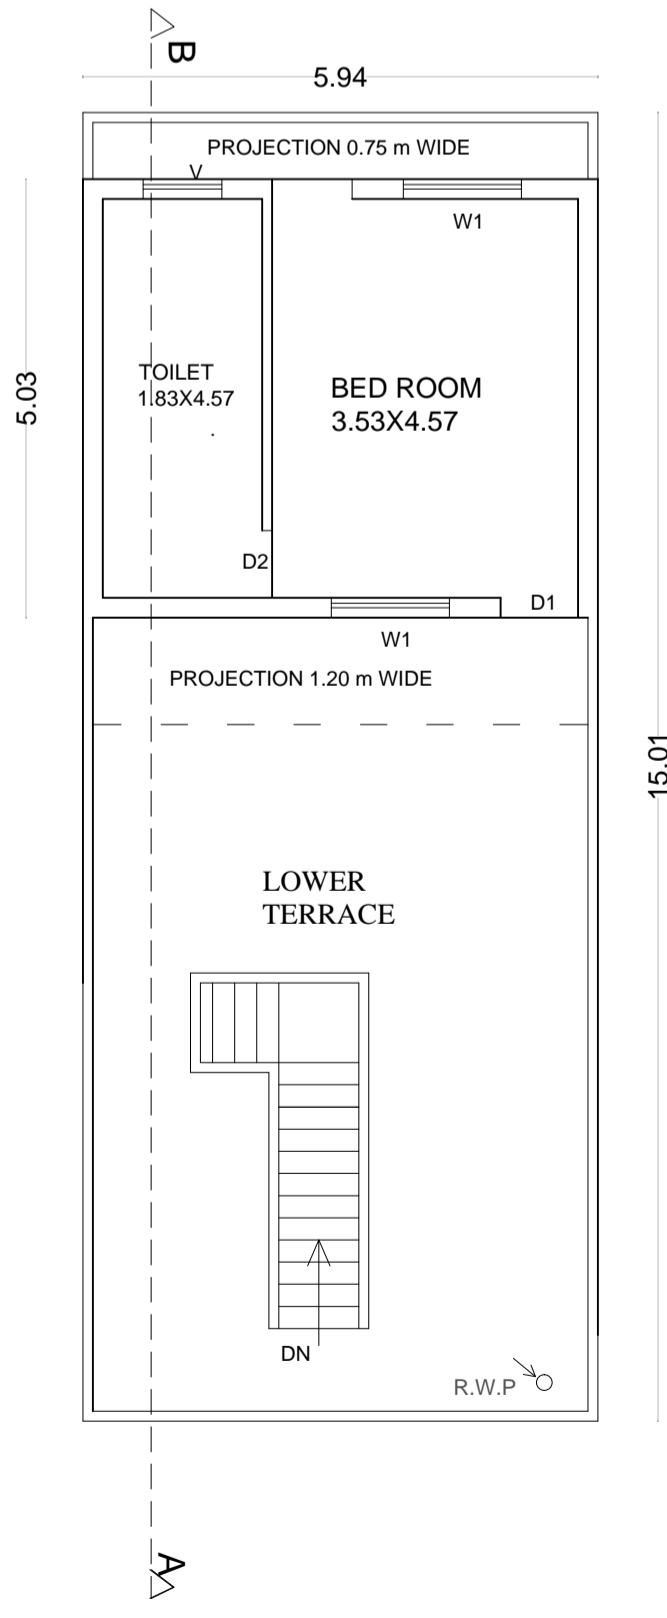 B
5.94
PROJECTION 0.75 m WIDE
V
W1
TOILET
1.83X4.57
BED ROOM
3.53X4.57
5.03
D2
D1
W1
PROJECTION 1.20 m WIDE
15.01
LOWER
TERRACE
DN
R.W.P
A